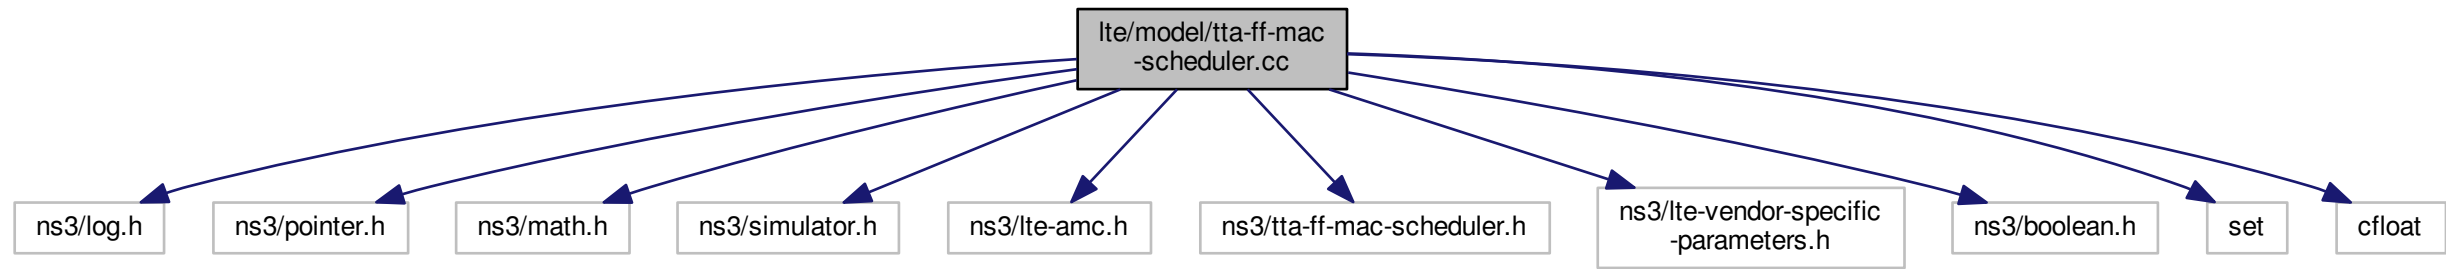 lte/model/tta-ff-mac
-scheduler.cc
ns3/log.h
ns3/pointer.h
ns3/math.h
ns3/simulator.h
ns3/lte-amc.h
ns3/tta-ff-mac-scheduler.h
ns3/lte-vendor-specific
-parameters.h
ns3/boolean.h
set
cfloat